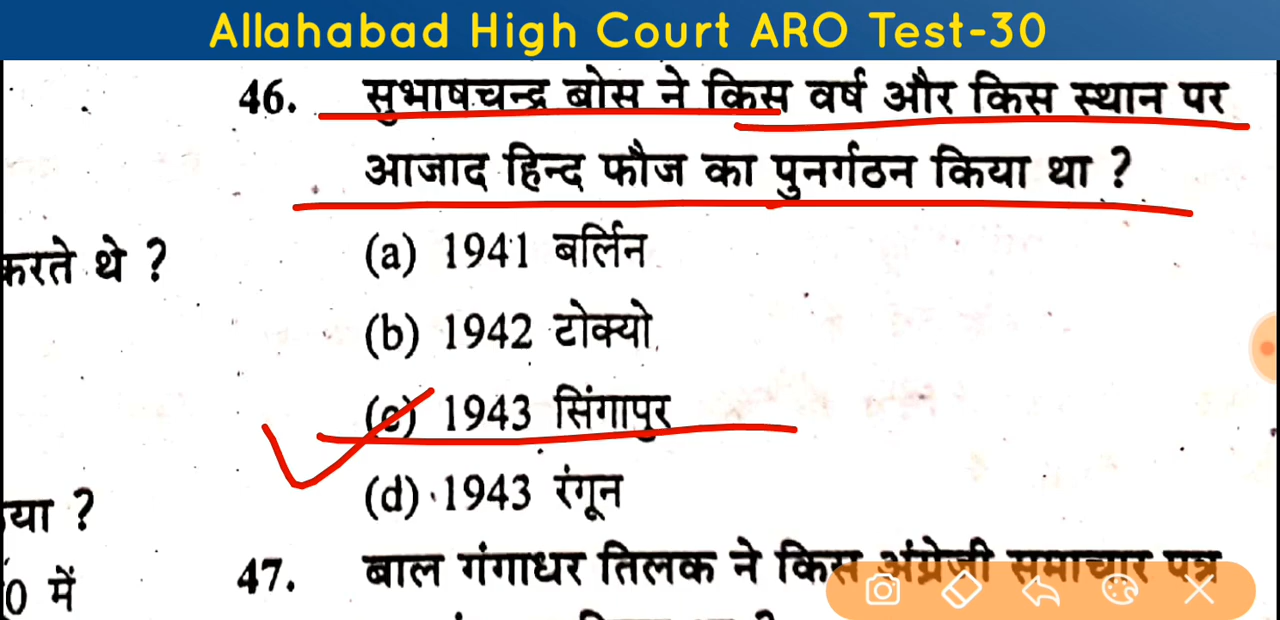 Allahabad High Court ARO Test-30
46. सुभाषचन्द्र बोस ने किस वर्ष और किस स्थान पर
आजाद हिन्द फौज का पुनर्गठन किया था ?
करते थे ?
(a) 1941 बर्लिन
(b) 1942 टोक्यो
(c) 1943 सिंगापुर
(d) 1943 रंगून
या ?
0 में
47. बाल गंगाधर तिलक ने किस अंग्रेजी समाचार पत्र